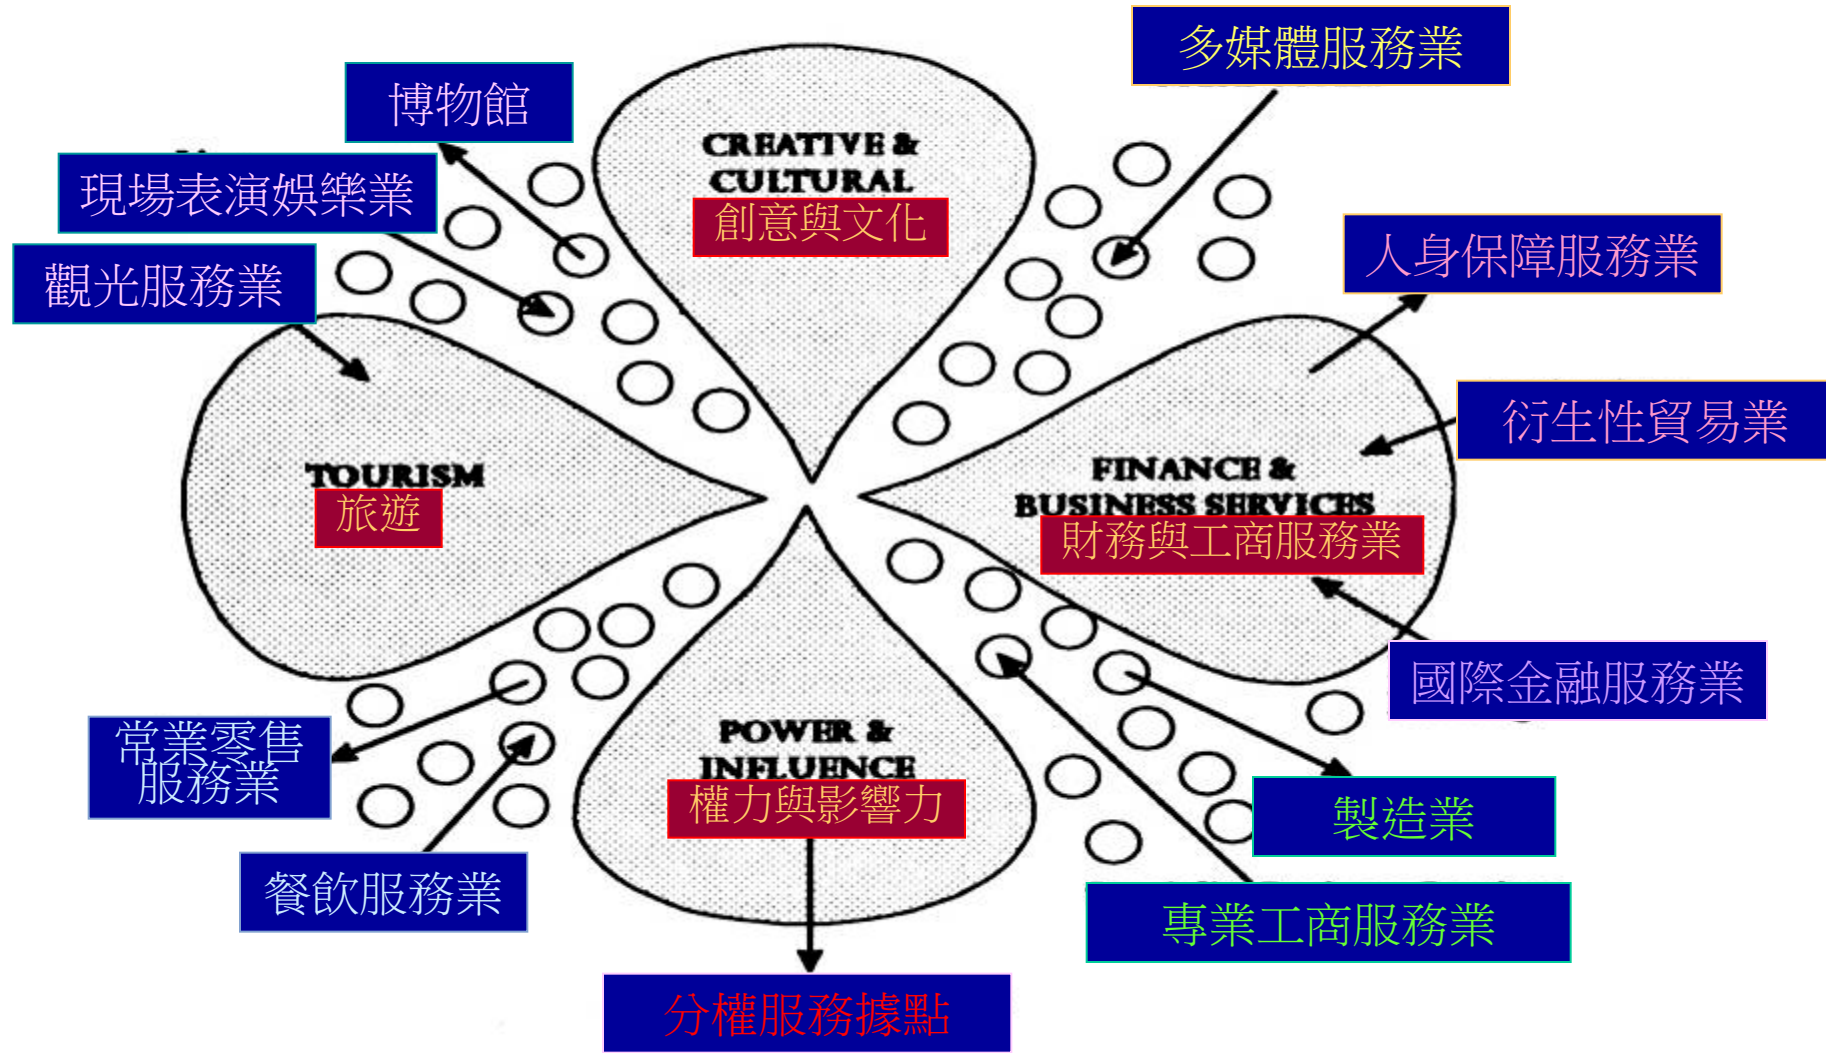 多媒體服務業
博物館
CREATIVE &
CULTURAL
創意與文化
現場表演娛樂業
觀光服務業
人身保障服務業
衍生性貿易業
TOURISM
旅遊
FINANCE &
BUSINESS SERVICES
財務與工商服務業
國際金融服務業
常業零售
服務業
POWER &
INFLUENCE
權力與影響力
製造業
餐飲服務業
專業工商服務業
分權服務據點